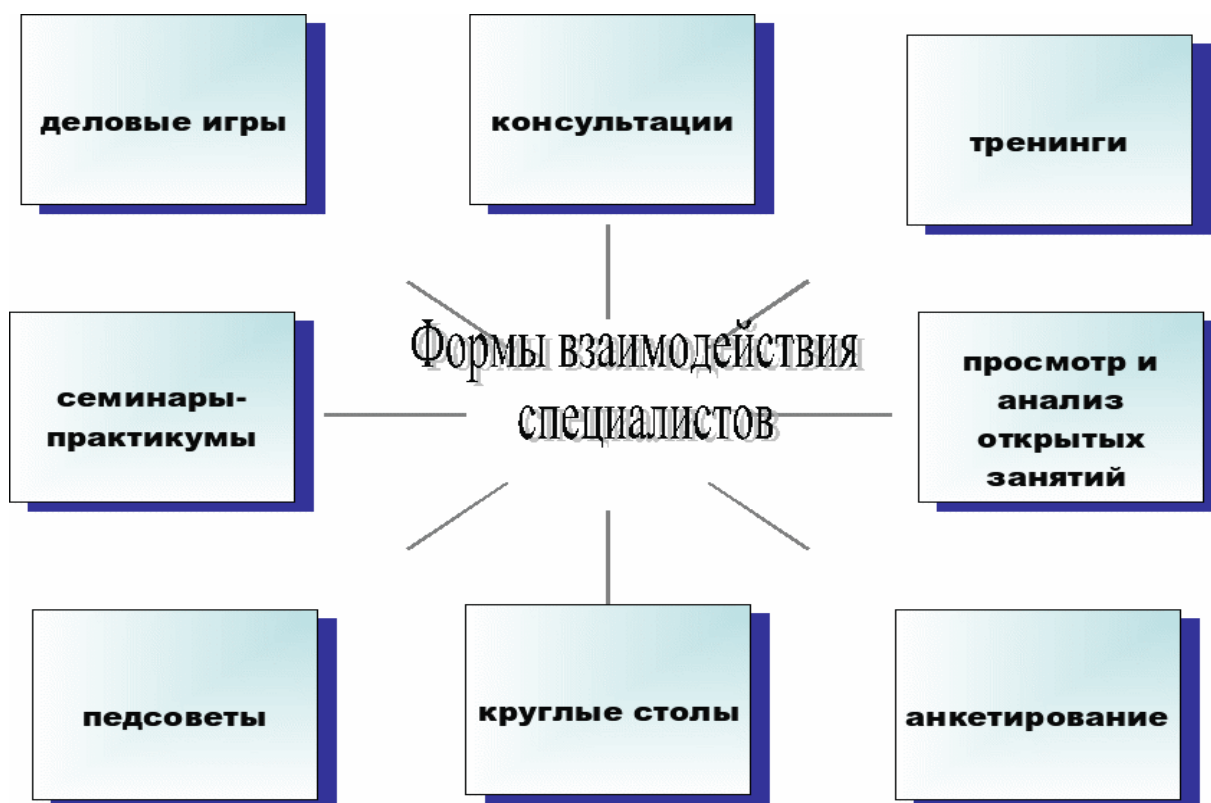 деловые игры
консультации
тренинги
Формы взаимодействия
специалистов
семинары-
практикумы
просмотр и
анализ
открытых
занятий
педсоветы
круглые столы
анкетирование